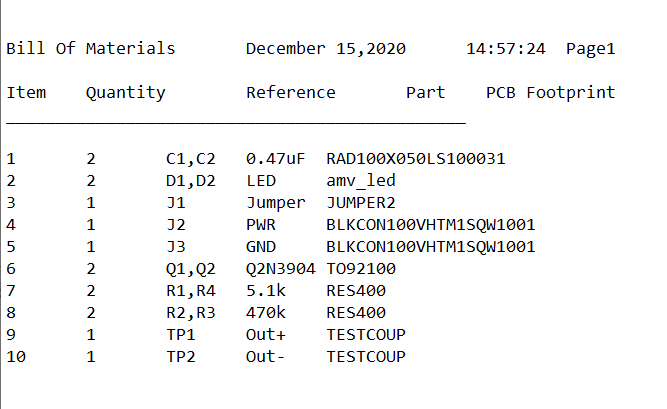 Bill Of Materials December 15,2020 14:57:24 Page1
Item Quantity Reference Part PCB Footprint
1 2 C1,C2 0.47uF RAD100X050LS100031
2 2 D1,D2 LED amv_led
3 1 J1 Jumper JUMPER2
4 1 J2 PWR BLKCON100VHTM1SQW1001
5 1 J3 GND BLKCON100VHTM1SQW1001
6 2 Q1,Q2 Q2N3904 TO92100
7 2 R1,R4 5.1k RES400
8 2 R2,R3 470k RES400
9 1 TP1 Out+ TESTCOUP
10 1 TP2 Out- TESTCOUP